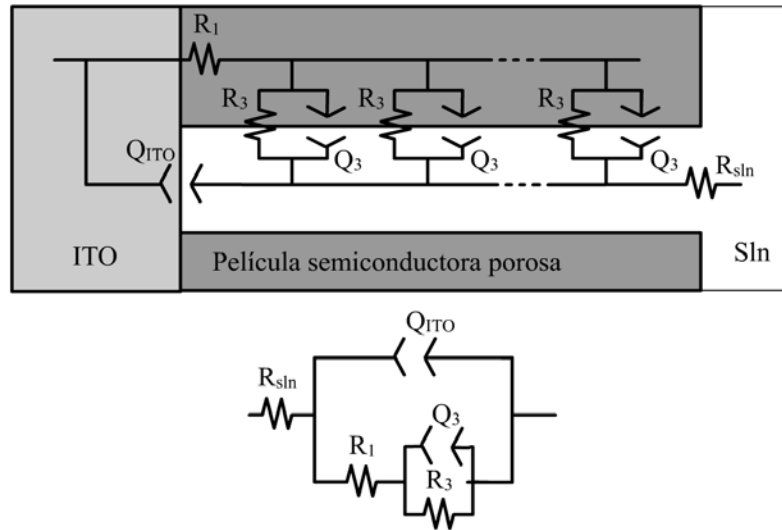 R1
R3 R3 R3
QITO Q3 Q3 Q3
Rsln
ITO Película semiconductora porosa Sln
QITO
Rsln
Q3
R1
R3